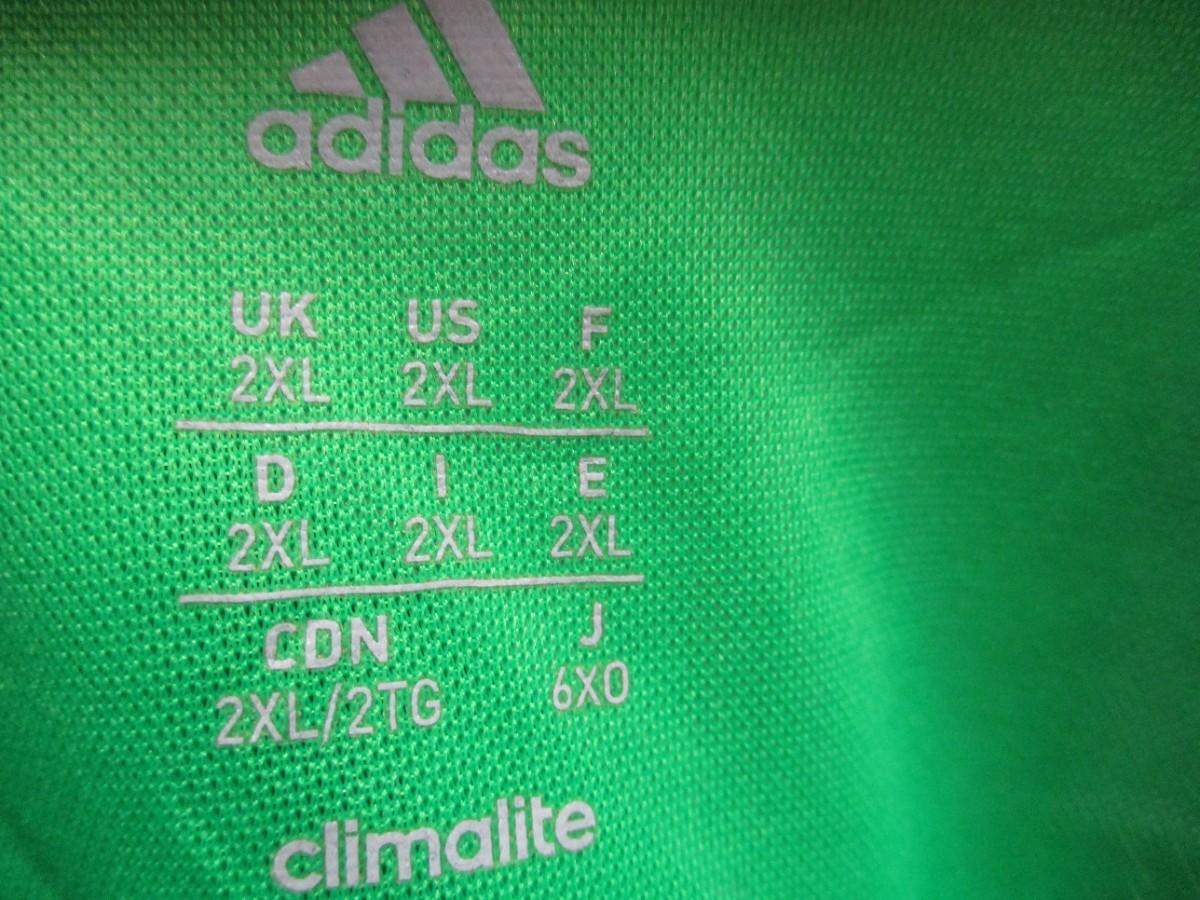 adidas
UK US F
2XL 2XL 2XL
D I E
2XL 2XL 2XL
CDN J
2XL/2TG 6XO
climalite